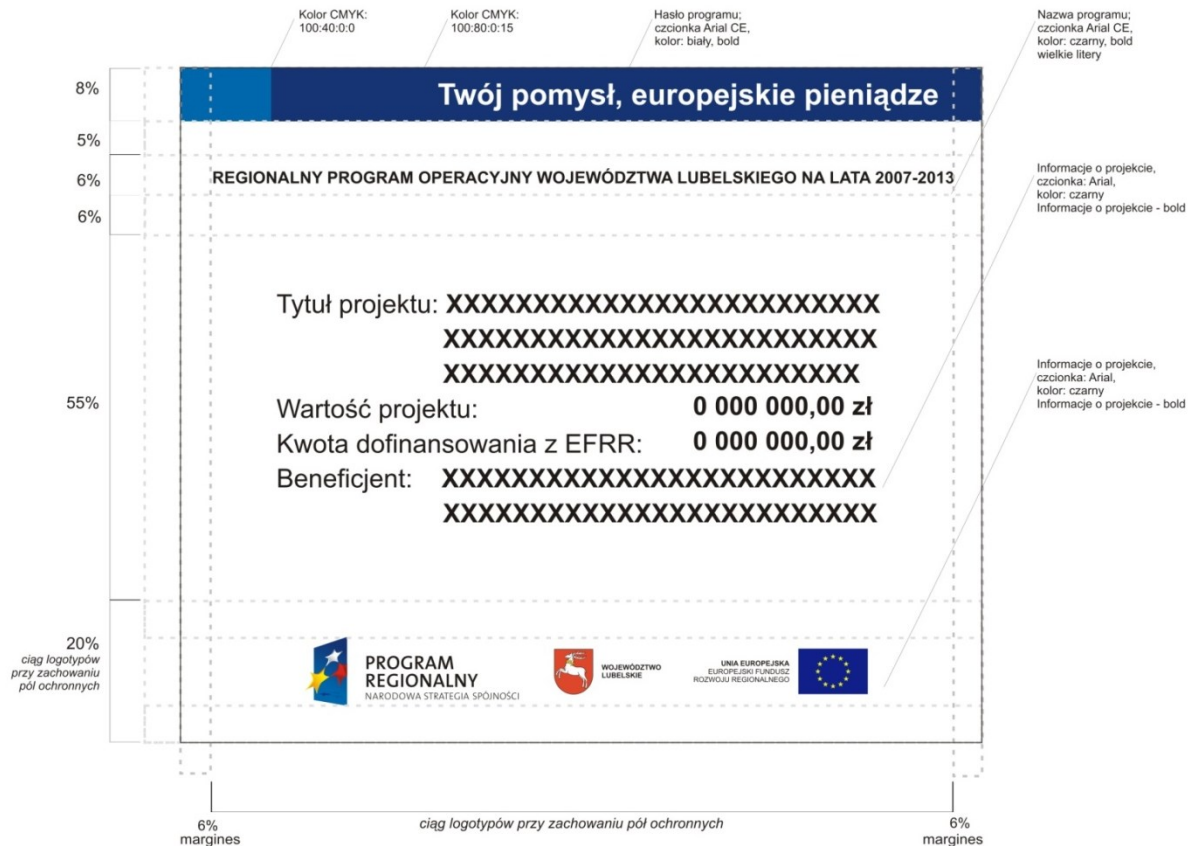 Kolor CMYK:
100:40:0:0
Kolor CMYK:
100:80:0:15
Hasło programu;
czcionka Arial CE,
kolor: biały, bold
Nazwa programu;
czcionka Arial CE,
kolor: czarny, bold
wielkie litery
8%
Twój pomysł, europejskie pieniądze
5%
6%
REGIONALNY PROGRAM OPERACYJNY WOJEWÓDZTWA LUBELSKIEGO NA LATA 2007-2013
Informacje o projekcie,
czcionka: Arial,
kolor: czarny
Informacje o projekcie - bold
6%
Tytuł projektu: XXXXXXXXXXXXXXXXXXXXXXXXX
XXXXXXXXXXXXXXXXXXXXXXXXX
XXXXXXXXXXXXXXXXXXXXXXXX
55%
Wartość projektu: 0 000 000,00 zł
Kwota dofinansowania z EFRR: 0 000 000,00 zł
Beneficjent: XXXXXXXXXXXXXXXXXXXXXXXXX
XXXXXXXXXXXXXXXXXXXXXXXXX
Informacje o projekcie,
czcionka: Arial,
kolor: czarny
Informacje o projekcie - bold
20%
ciąg logotypów
przy zachowaniu
pól ochronnych
PROGRAM
REGIONALNY
NARODOWA STRATEGIA SPÓJNOŚCI
WOJEWÓDZTWO
LUBELSKIE
UNIA EUROPEJSKA
EUROPEJSKI FUNDUSZ
ROZWOJU REGIONALNEGO
6%
margines
ciąg logotypów przy zachowaniu pól ochronnych
6%
margines